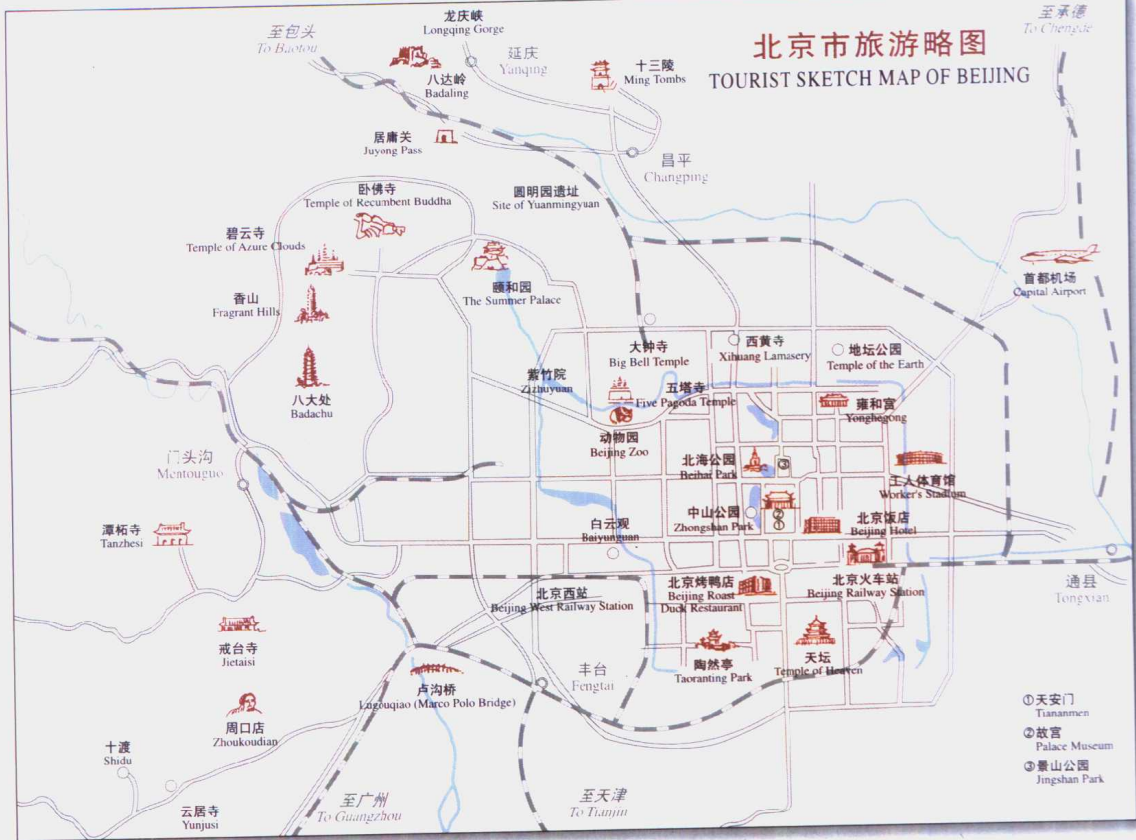 北京市旅游略图
TOURIST SKETCH MAP OF BEIJING
至包头
To Baotou
龙庆峡
Longqing Gorge
延庆
Yanqing
八达岭
Badaling
十三陵
Ming Tombs
至承德
To Chengde
居庸关
Juyong Pass
昌平
Changping
卧佛寺
Temple of Recumbent Buddha
圆明园遗址
Site of Yuanmingyuan
碧云寺
Temple of Azure Clouds
颐和园
The Summer Palace
首都机场
Capital Airport
香山
Fragrant Hills
大钟寺
Big Bell Temple
西黄寺
Xihuang Lamasery
地坛公园
Temple of the Earth
八大处
Badachu
紫竹院
Zizhuyuan
五塔寺
Five Pagoda Temple
雍和宫
Yonghegong
动物园
Beijing Zoo
门头沟
Mentouguo
北海公园
Beihai Park
③
工人体育馆
Worker's Stadium
潭柘寺
Tanzhesi
白云观
Baiyunguan
中山公园
Zhongshan Park
②
①
北京饭店
Beijing Hotel
北京西站
Beijing West Railway Station
北京烤鸭店
Beijing Roast
Duck Restaurant
北京火车站
Beijing Railway Station
通县
Tongxian
戒台寺
Jietaisi
卢沟桥
Lugouqiao (Marco Polo Bridge)
丰台
Fengtai
陶然亭
Taoranting Park
天坛
Temple of Heaven
周口店
Zhoukoudian
十渡
Shidu
云居寺
Yunjusi
至广州
To Guangzhou
至天津
To Tianjin
①天安门
Tiananmen
②故宫
Palace Museum
③景山公园
Jingshan Park